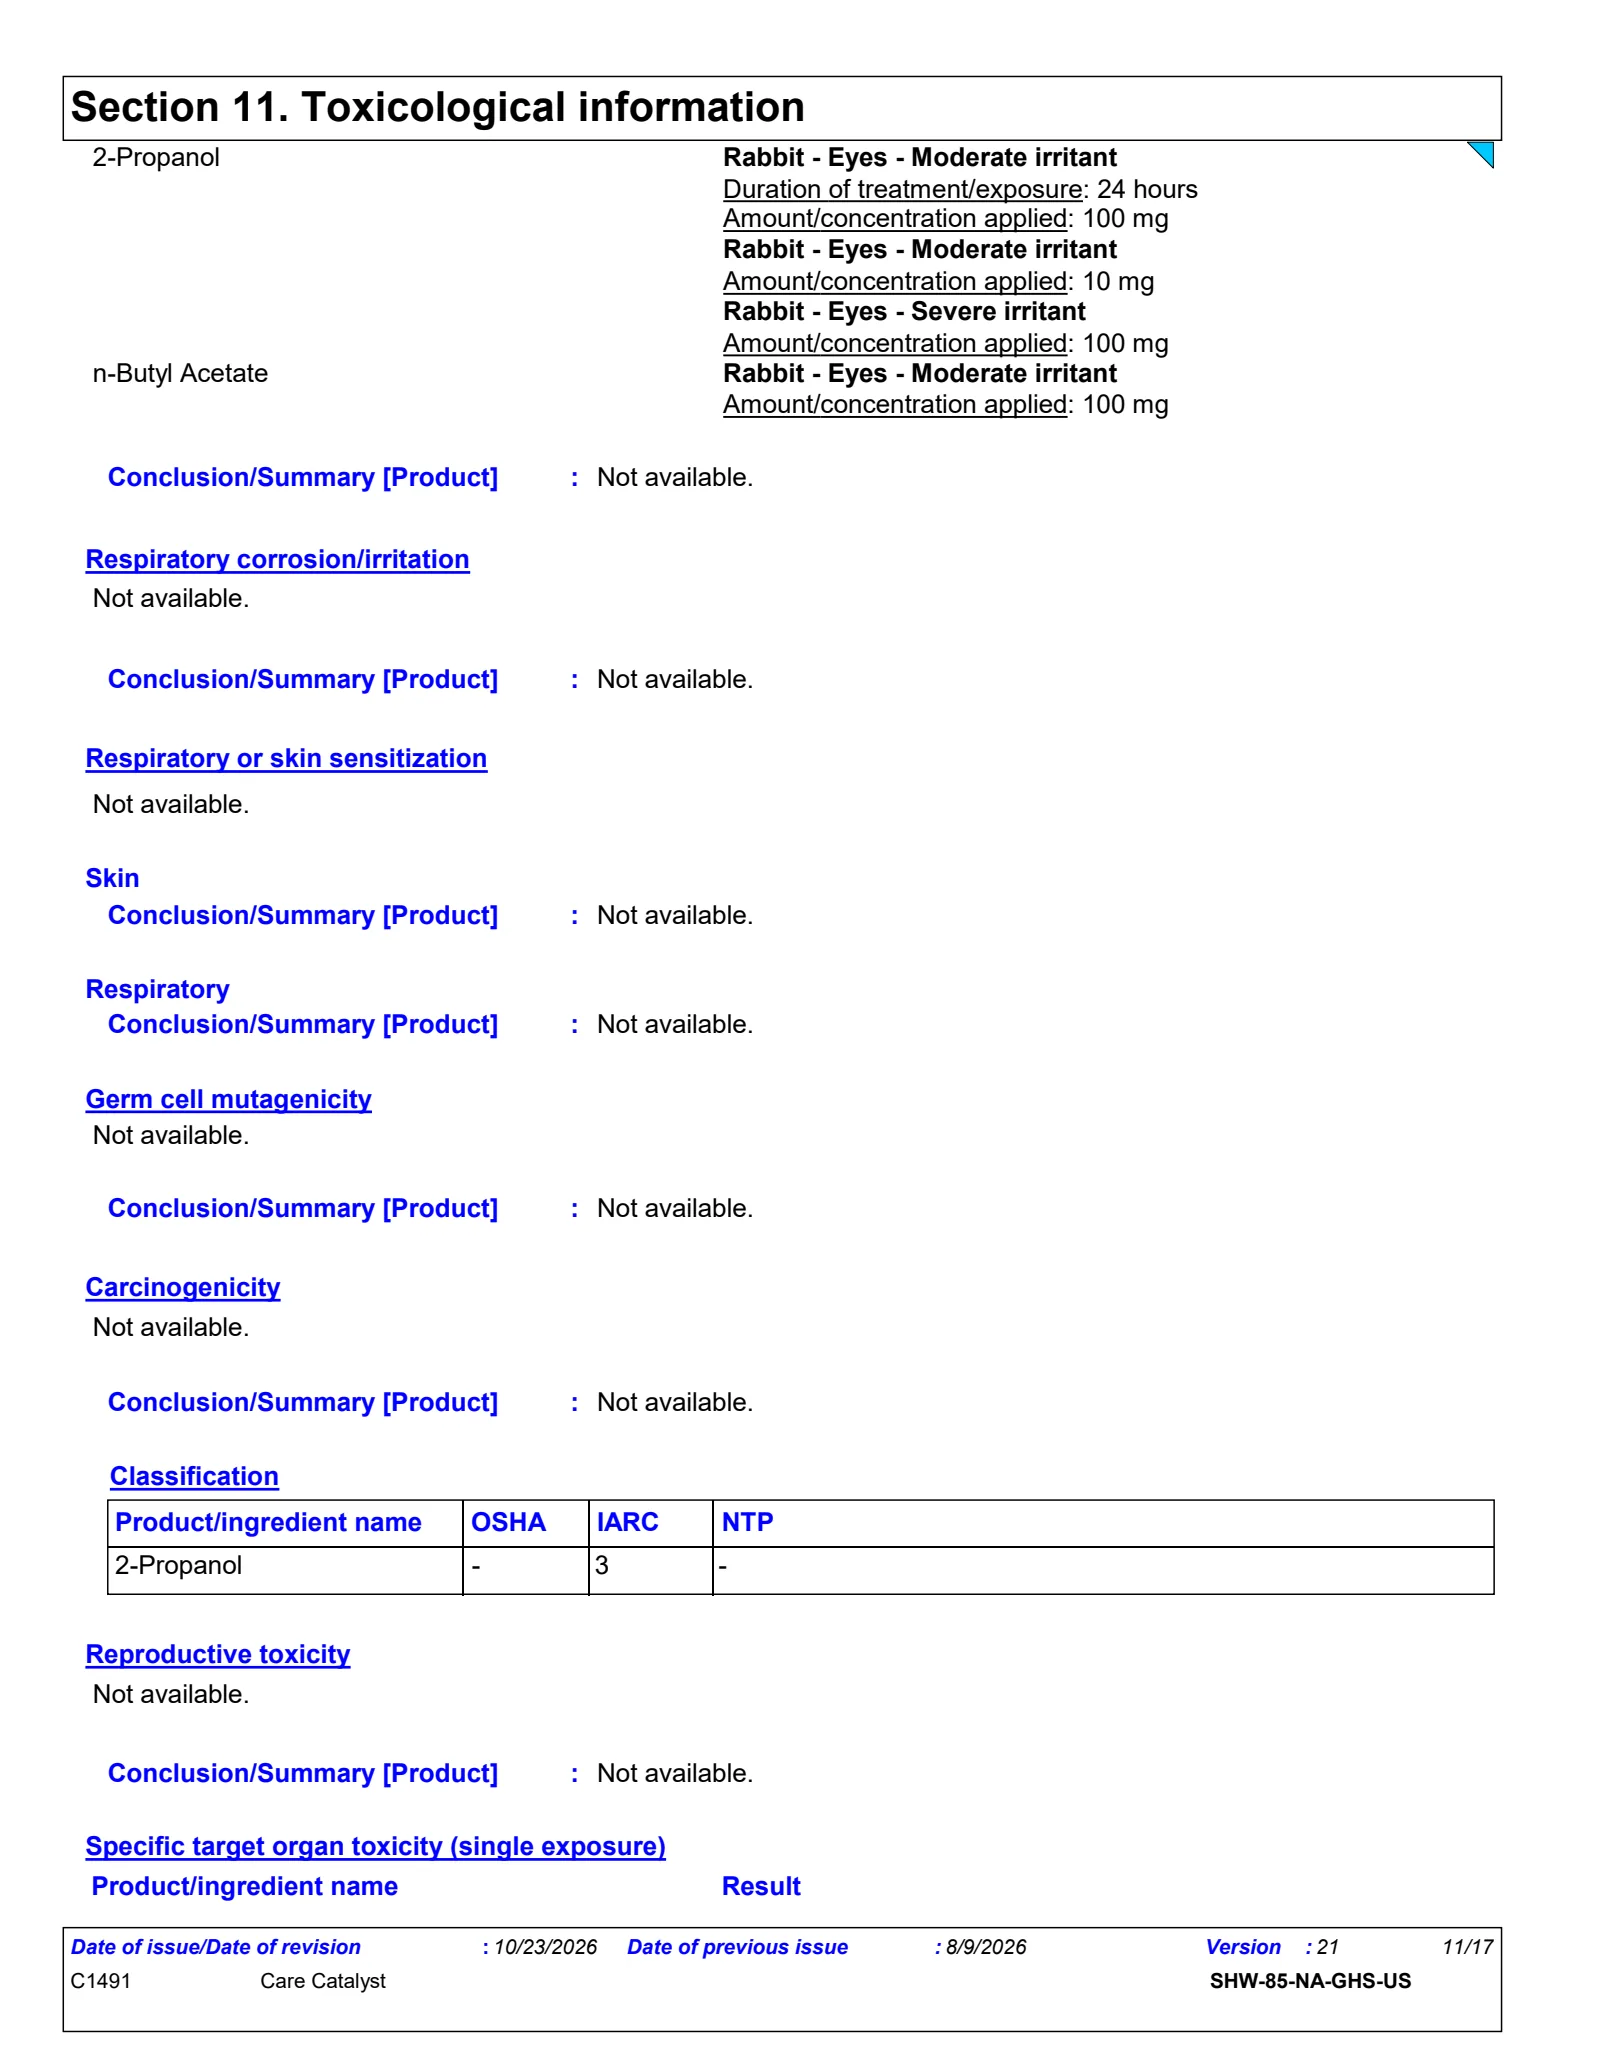 Section 11. Toxicological information
2-Propanol Rabbit - Eyes - Moderate irritant
Duration of treatment/exposure: 24 hours
Amount/concentration applied: 100 mg
Rabbit - Eyes - Moderate irritant
Amount/concentration applied: 10 mg
Rabbit - Eyes - Severe irritant
Amount/concentration applied: 100 mg
n-Butyl Acetate Rabbit - Eyes - Moderate irritant
Amount/concentration applied: 100 mg
Conclusion/Summary [Product] : Not available.
Respiratory corrosion/irritation
Not available.
Conclusion/Summary [Product] : Not available.
Respiratory or skin sensitization
Not available.
Skin
Conclusion/Summary [Product] : Not available.
Respiratory
Conclusion/Summary [Product] : Not available.
Germ cell mutagenicity
Not available.
Conclusion/Summary [Product] : Not available.
Carcinogenicity
Not available.
Conclusion/Summary [Product] : Not available.
Classification
Product/ingredient name OSHA IARC NTP
2-Propanol - 3 -
Reproductive toxicity
Not available.
Conclusion/Summary [Product] : Not available.
Specific target organ toxicity (single exposure)
Product/ingredient name Result
Date of issue/Date of revision : 10/23/2026 Date of previous issue : 8/9/2026 Version : 21 11/17
C1491 Care Catalyst SHW-85-NA-GHS-US